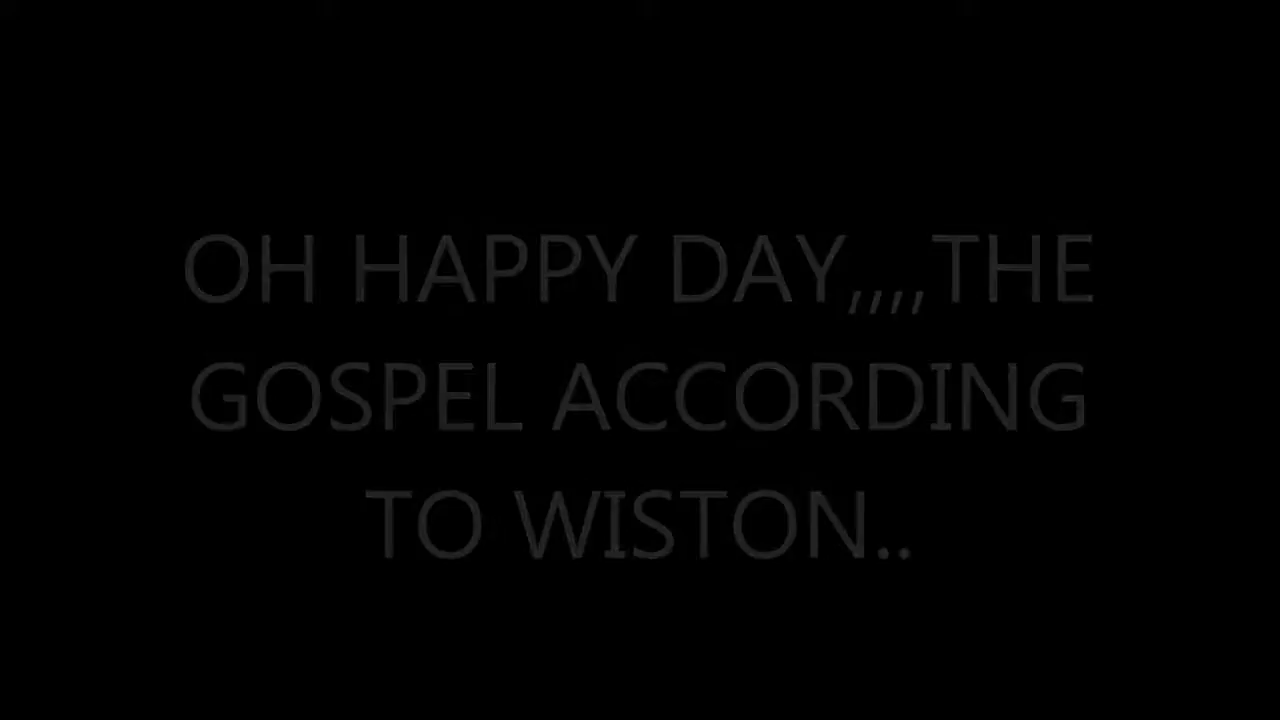 OH HAPPY DAY,,,,THE
GOSPEL ACCORDING
TO WISTON..